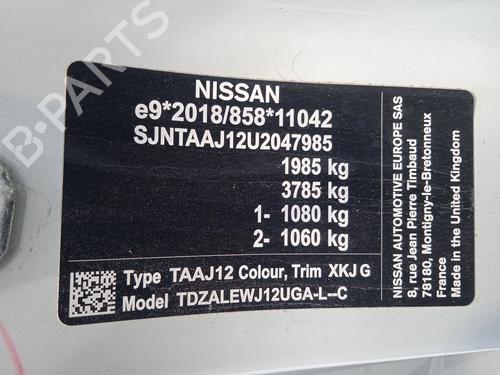 NISSAN
e9*2018/858*11042
SJNTAAJ12U2047985
1985 kg
3785 kg
1- 1080 kg
2- 1060 kg
Type TAAJ12 Colour, Trim XKJ G
Model TDZALEWJ12UGA-L--C
NISSAN AUTOMOTIVE EUROPE SAS
8, rue Jean Pierre Timbaud
78180, Montigny-le-Bretonneux
France
Made in the United Kingdom
B-PARTS